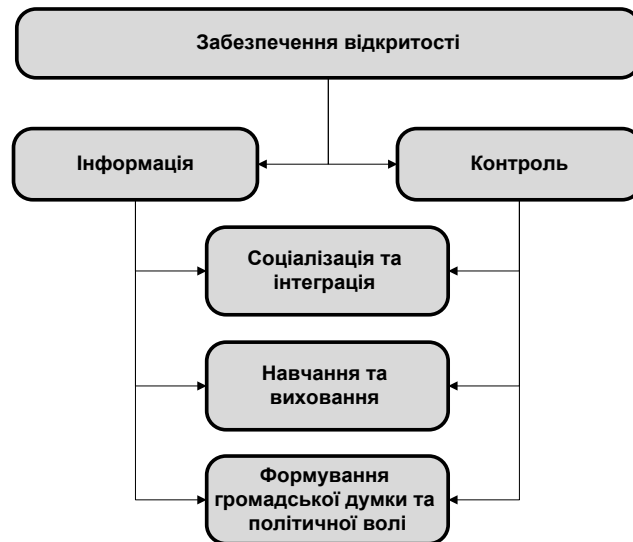 Забезпечення відкритості
Інформація
Контроль
Соціалізація та
інтеграція
Навчання та
виховання
Формування
громадської думки та
політичної волі